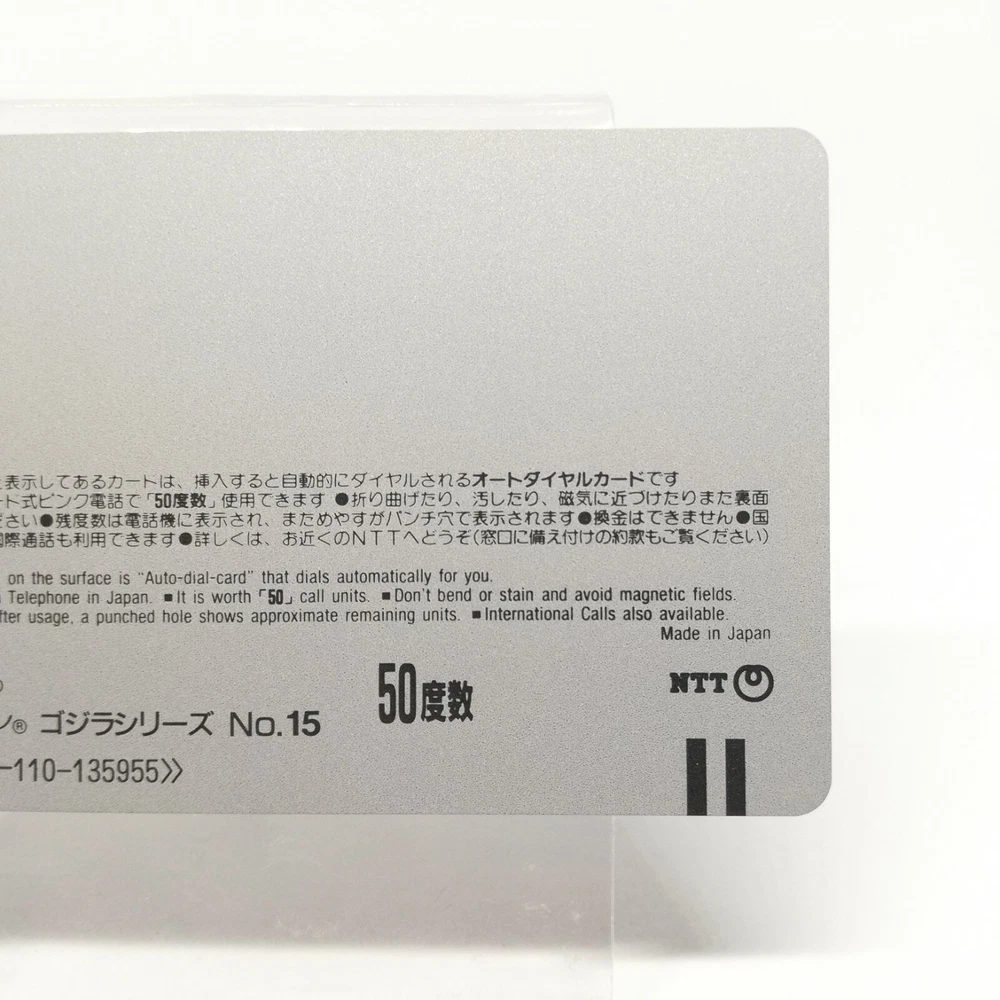 表示してあるカードは、挿入すると自動的にダイヤルされるオートダイヤルカードです
ード式ピンク電話で「50度数」使用できます ●折り曲げたり、汚したり、磁気に近づけたりまた裏面
ださい●残度数は電話機に表示され、まためやすがパンチ穴で表示されます●換金はできません●国
国際通話も利用できます●詳しくは、お近くのNTTへどうぞ(窓口に備え付けの約款もご覧ください)
on the surface is "Auto-dial-card" that dials automatically for you.
Telephone in Japan. ■It is worth「50」call units. ■Don't bend or stain and avoid magnetic fields.
fter usage, a punched hole shows approximate remaining units. ■International Calls also available.
Made in Japan
50度数
NTT
ン® ゴジラシリーズ No.15
-110-135955》